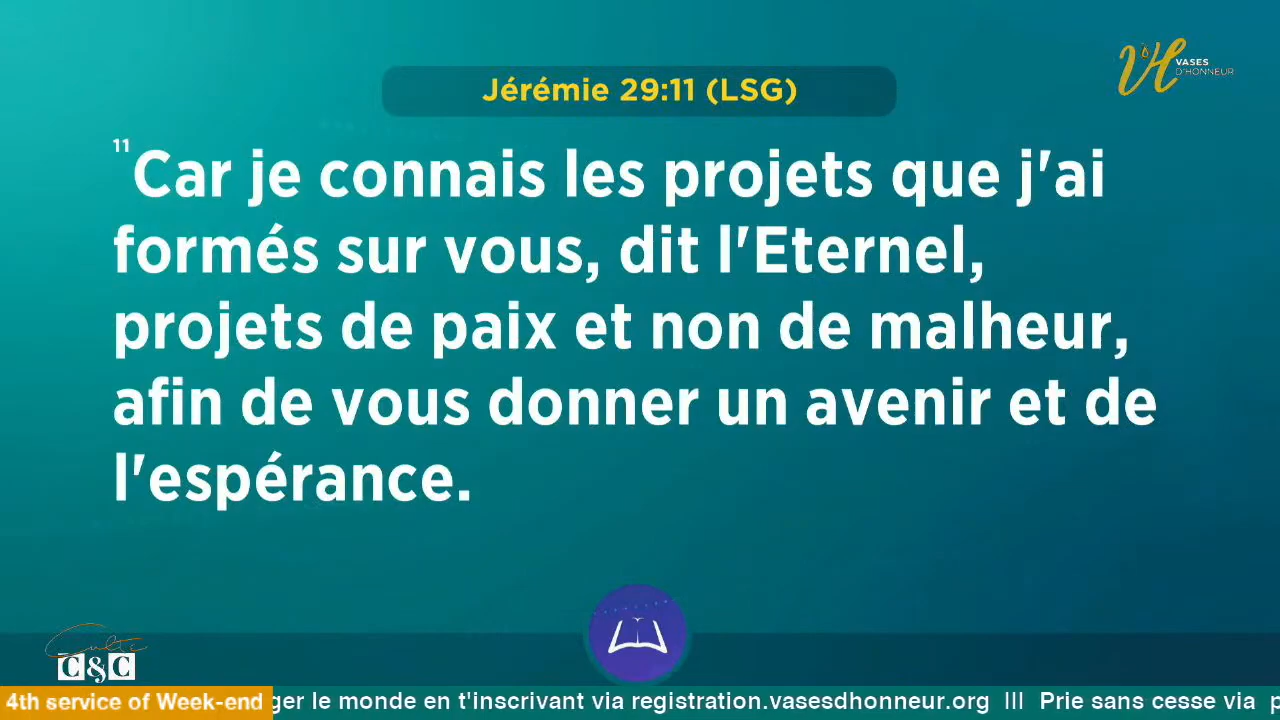 VH VASES
D'HONNEUR
Jérémie 29:11 (LSG)
11 Car je connais les projets que j'ai
formés sur vous, dit l'Eternel,
projets de paix et non de malheur,
afin de vous donner un avenir et de
l'espérance.
Culte
C&C
4th service of Week-end
ger le monde en t'inscrivant via registration.vasesdhonneur.org III Prie sans cesse via p